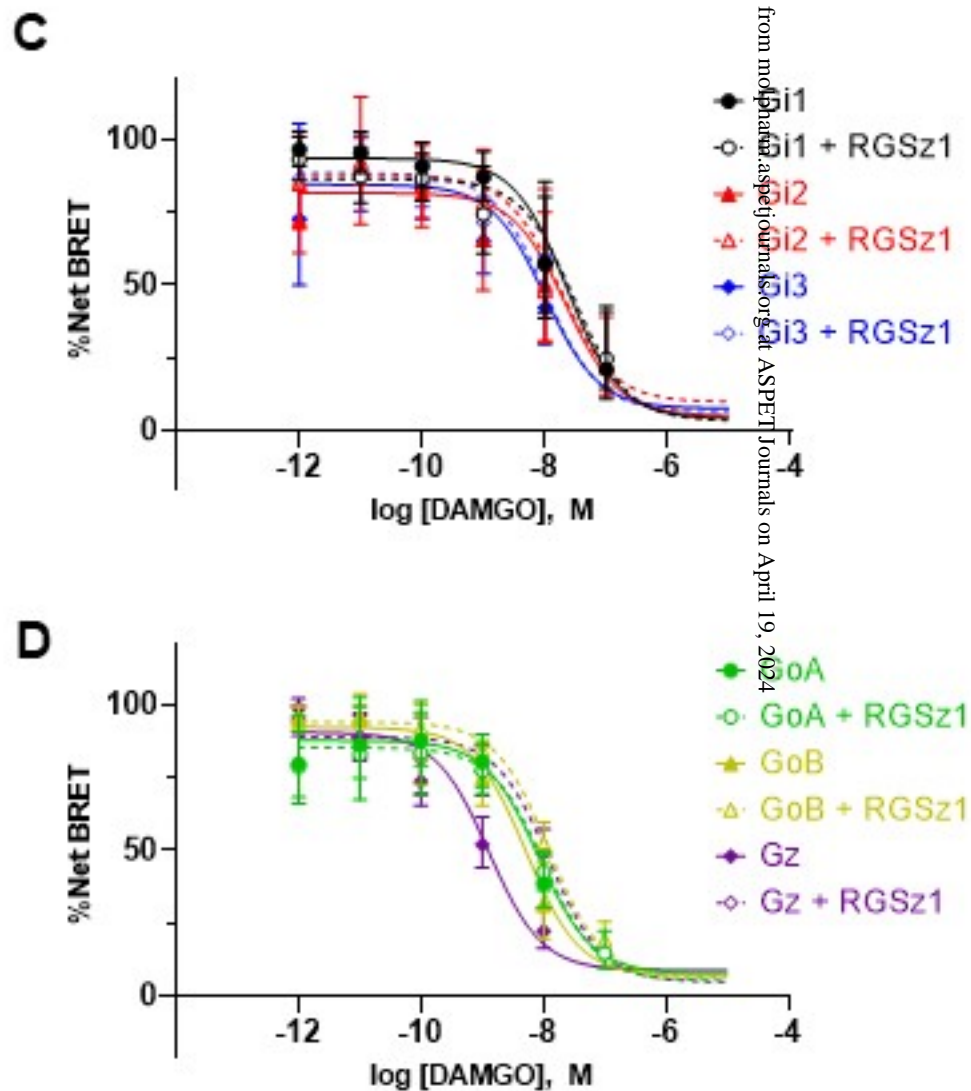 C
100
50
0
%Net BRET
-12
-10
-8
-6
-4
log [DAMGO], M
Gi1
Gi1 + RGSz1
Gi2
Gi2 + RGSz1
Gi3
Gi3 + RGSz1
from molpharm.aspetjournals.org at ASPET Journals on April 19, 2024
D
100
50
0
%Net BRET
-12
-10
-8
-6
-4
log [DAMGO], M
GoA
GoA + RGSz1
GoB
GoB + RGSz1
Gz
Gz + RGSz1